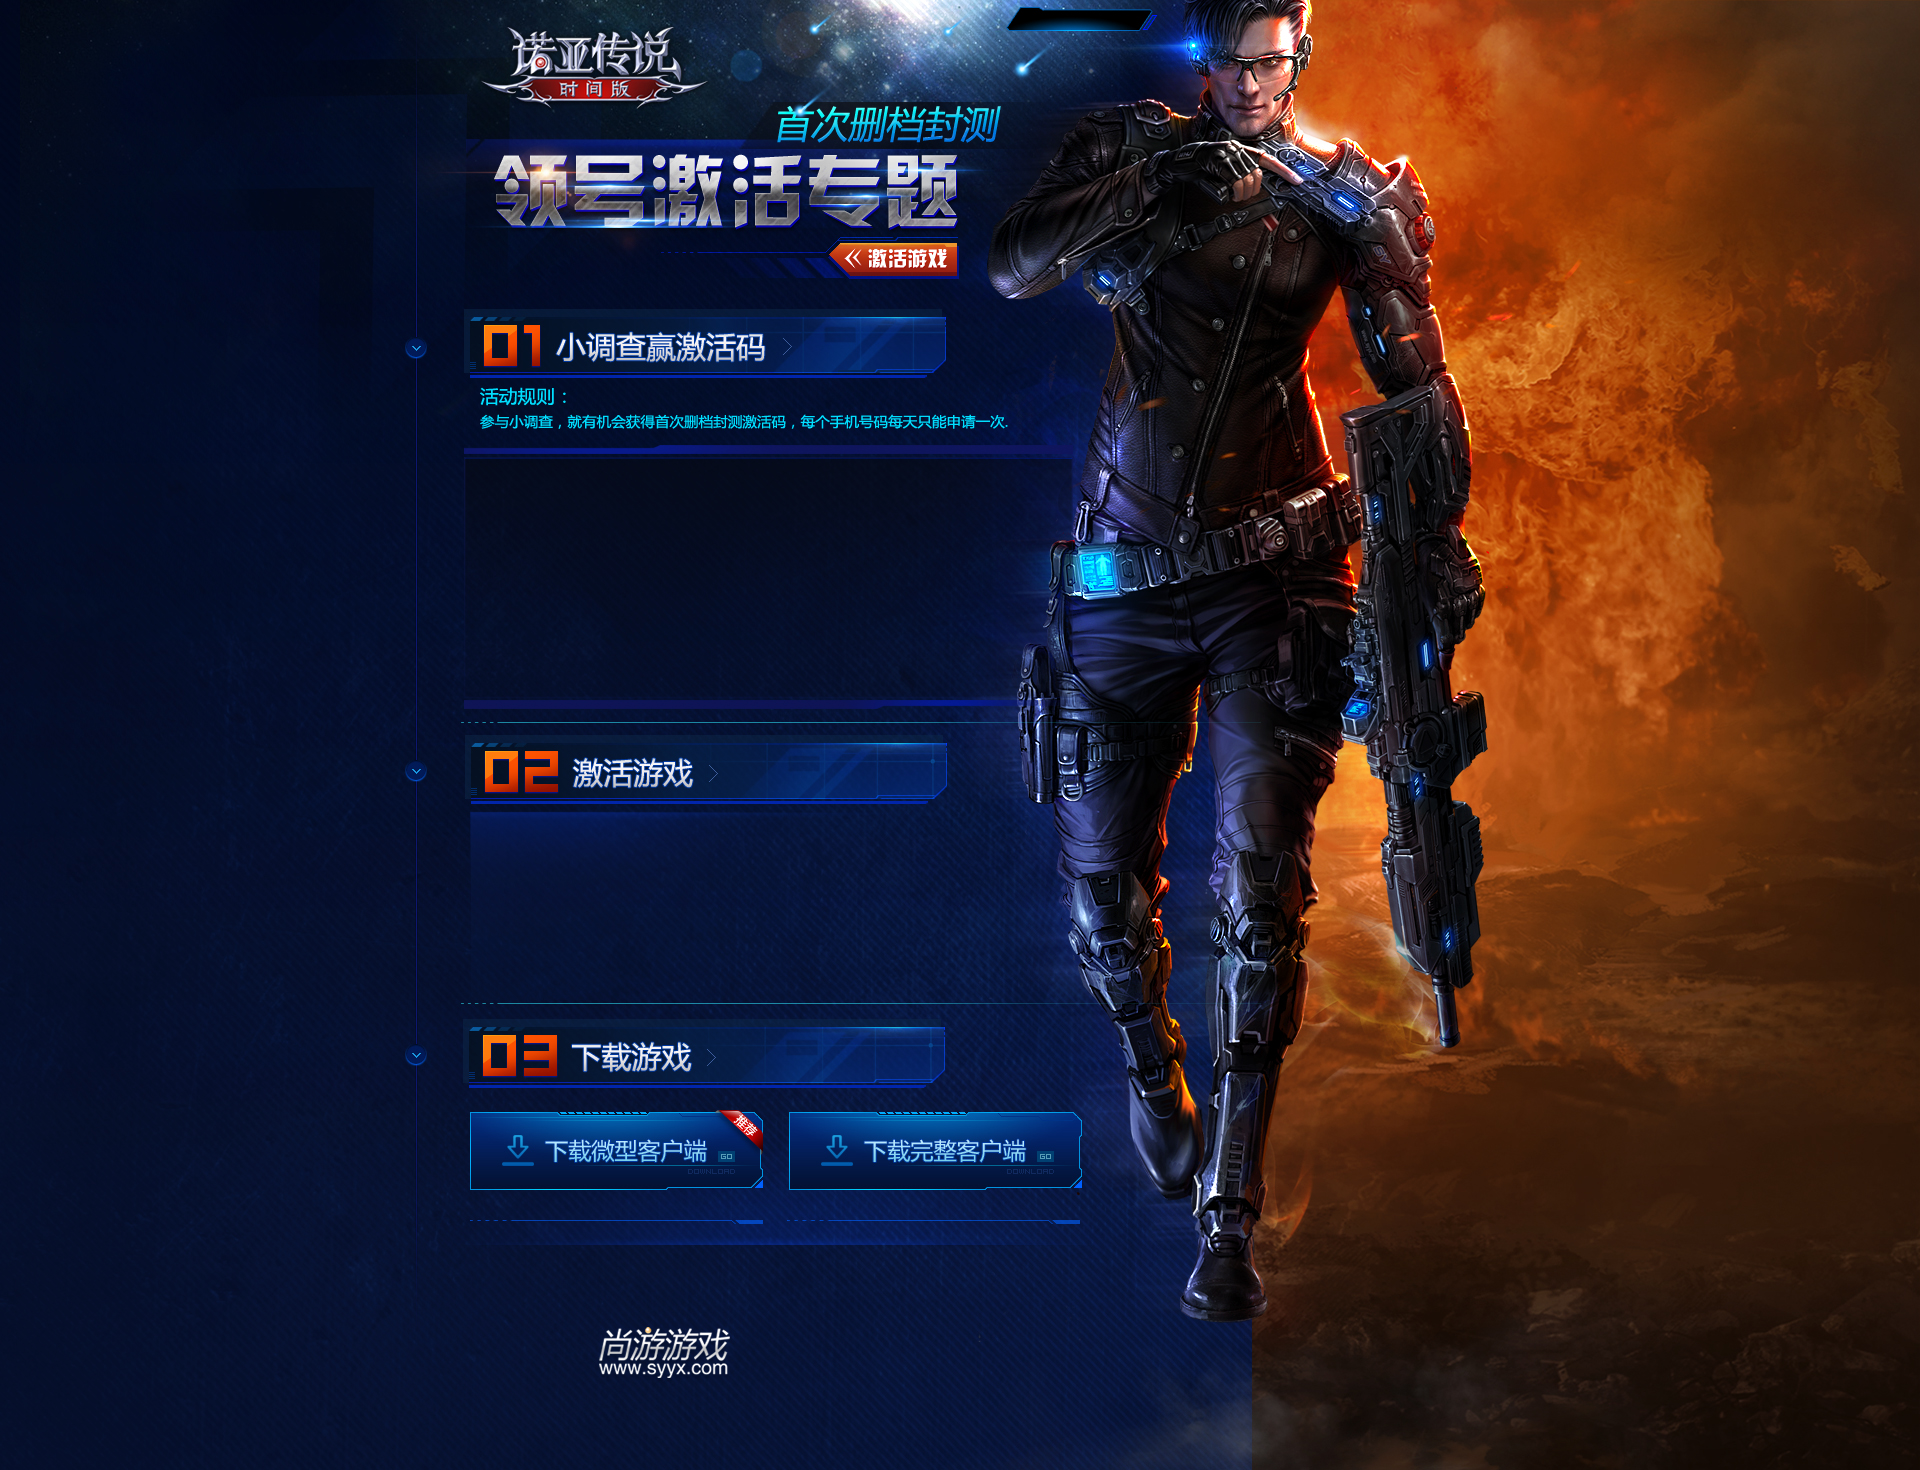 诺亚传说
时间版
首次删档封测
领号激活专题
激活游戏
01 小调查赢激活码
活动规则：
参与小调查，就有机会获得首次删档封测激活码，每个手机号码每天只能申请一次.
02 激活游戏
03 下载游戏
推荐
下载微型客户端 GO
DOWNLOAD
下载完整客户端 GO
DOWNLOAD
尚游游戏
www.syyx.com